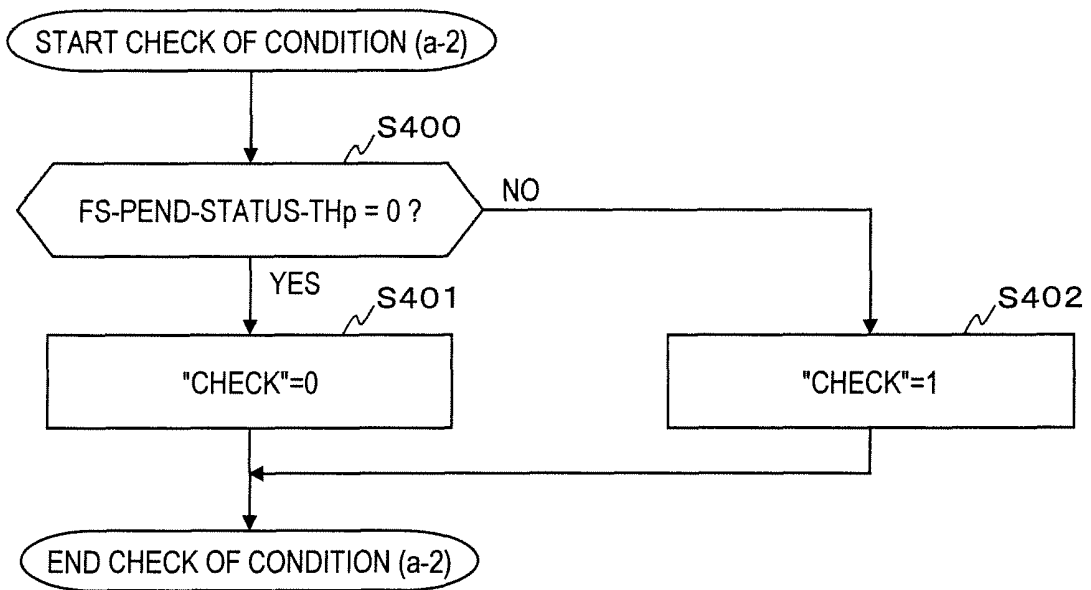 START CHECK OF CONDITION (a-2)
S400
FS-PEND-STATUS-THp = 0 ?
NO
YES
S401
S402
"CHECK"=0
"CHECK"=1
END CHECK OF CONDITION (a-2)